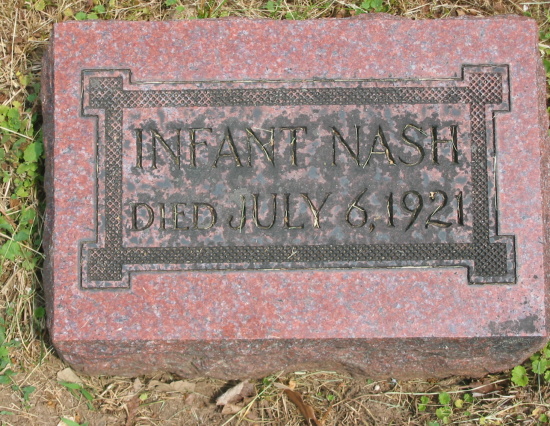 INFANT NASH
DIED JULY 6, 1921